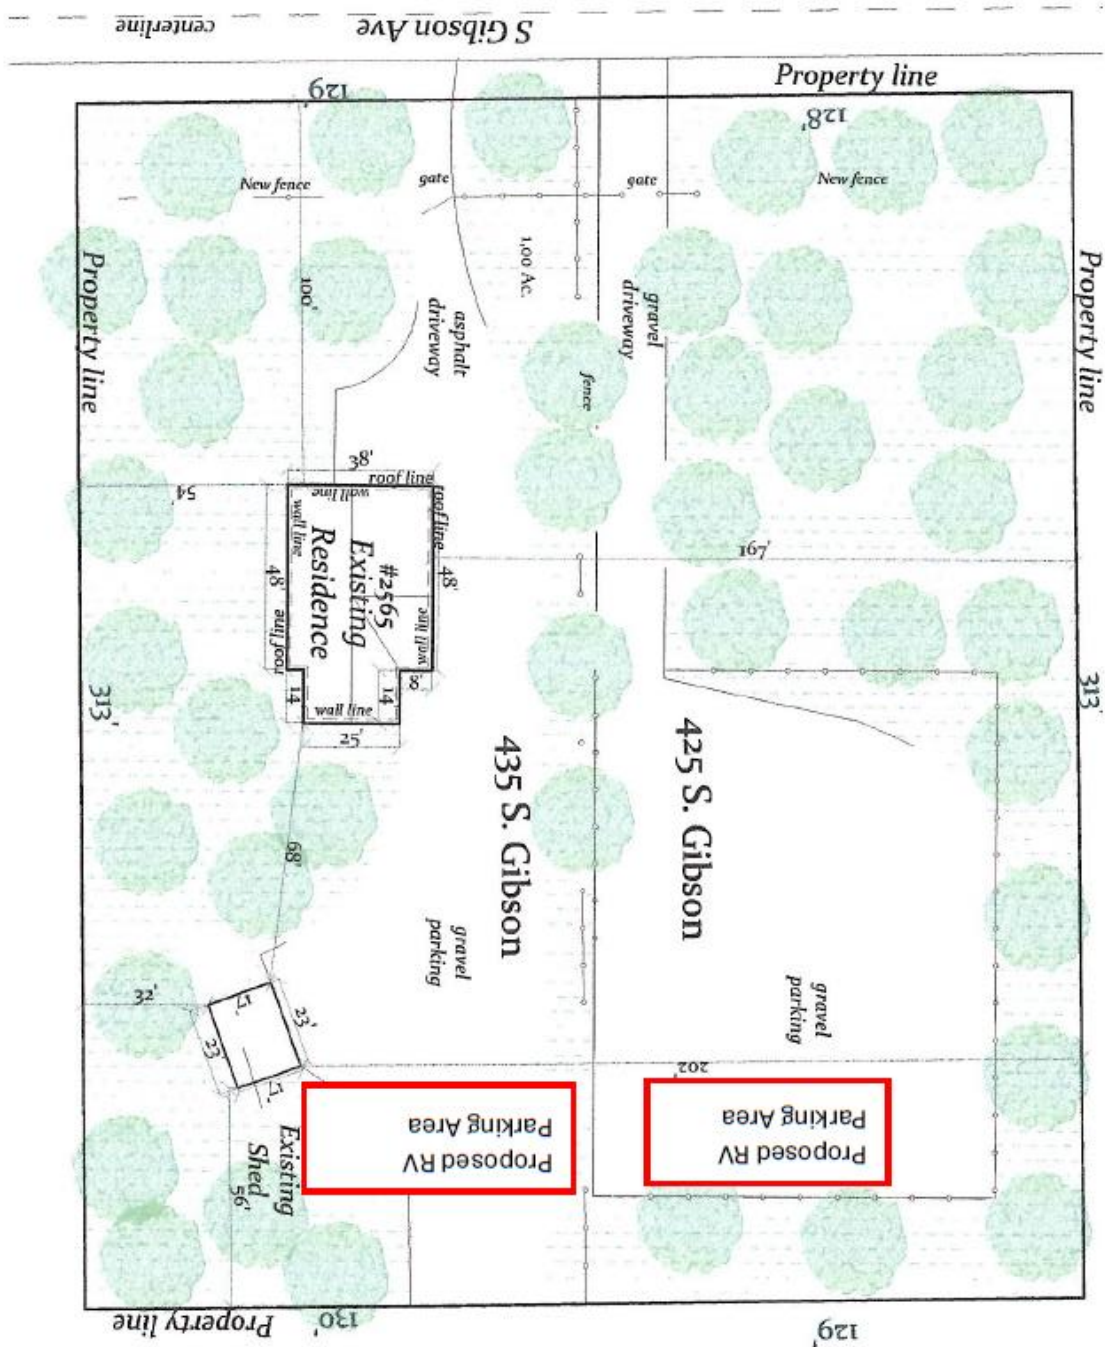 centerline
S Gibson Ave
Property line
129'
128'
New fence
gate
gate
New fence
Property line
100'
1,00 Ac.
asphalt
driveway
gravel
driveway
fence
Property line
38'
roof line
wall line
roof line
wall line
54'
167'
#2565
Existing
Residence
48'
48'
wall line
roof line
8'
14
14
wall line
25'
313'
313'
435 S. Gibson
425 S. Gibson
68'
gravel
parking
gravel
parking
32'
17'
23'
23'
17'
202'
Existing
Shed
56'
Proposed RV
Parking Area
Proposed RV
Parking Area
Property line
130'
129'